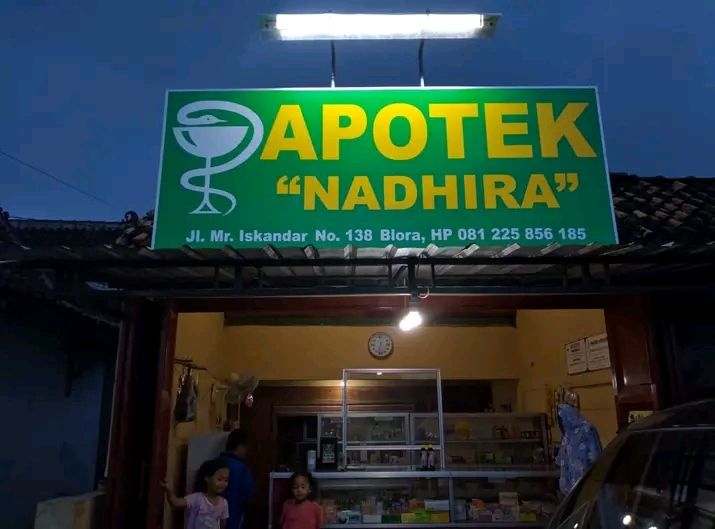 APOTEK
“NADHIRA”
Jl. Mr. Iskandar No. 138 Blora, HP 081 225 856 185